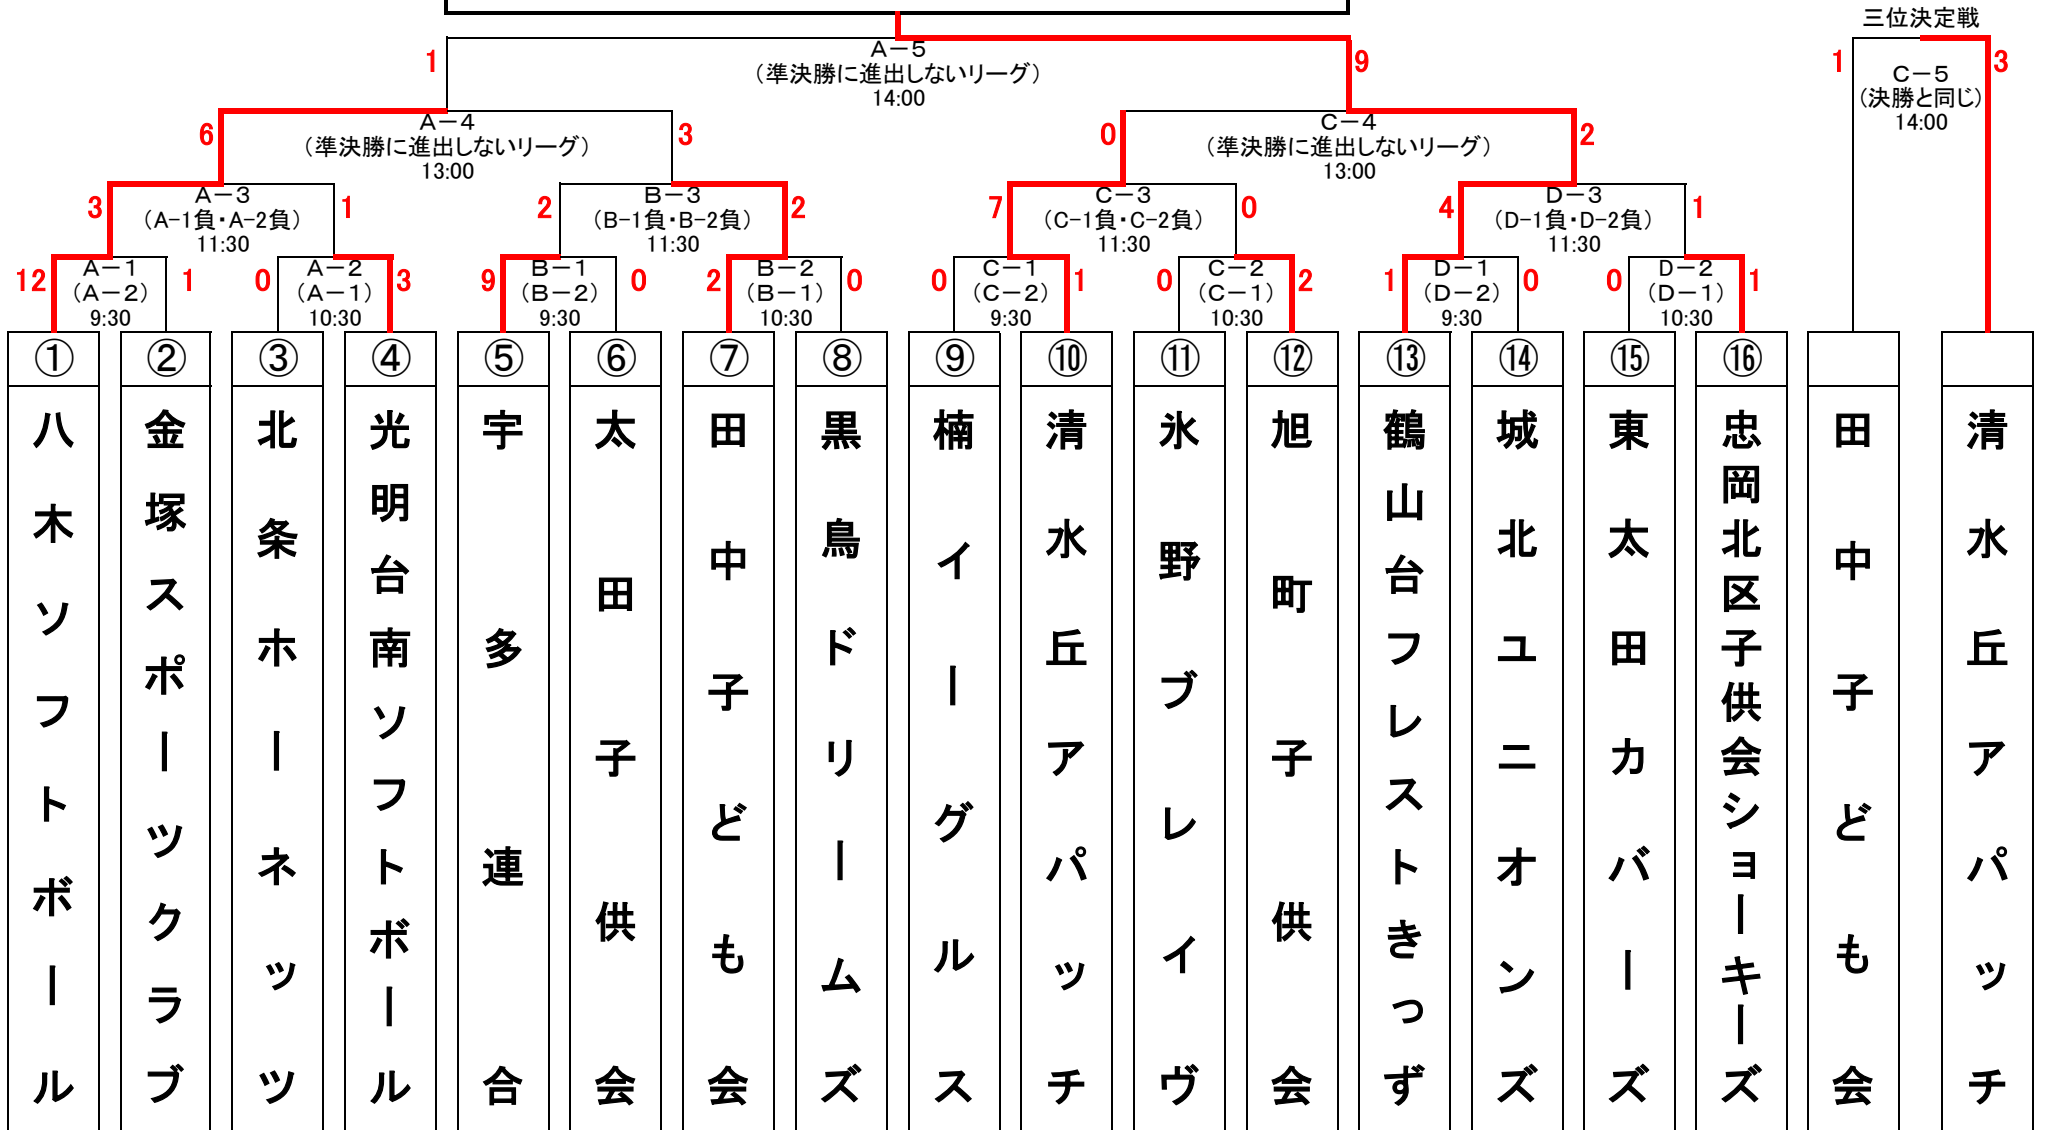 三位決定戦
1
A－5
9
1
C－5
3
（準決勝に進出しないリーグ）
（決勝と同じ）
14:00
14:00
6
A－4
3
0
C－4
2
（準決勝に進出しないリーグ）
（準決勝に進出しないリーグ）
13:00
13:00
3
A－3
1
2
B－3
2
7
C－3
0
4
D－3
1
（A-1負・A-2負）
（B-1負・B-2負）
（C-1負・C-2負）
（D-1負・D-2負）
11:30
11:30
11:30
11:30
12
A－1
1
0
A－2
3
9
B－1
0
2
B－2
0
0
C－1
1
0
C－2
2
1
D－1
0
0
D－2
1
（A－2）
（A－1）
（B－2）
（B－1）
（C－2）
（C－1）
（D－2）
（D－1）
9:30
10:30
9:30
10:30
9:30
10:30
9:30
10:30
①
八木ソフトボール
②
金塚スポーツクラブ
③
北条ホーネッツ
④
光明台南ソフトボール
⑤
宇多連合
⑥
太田子供会
⑦
田中子ども会
⑧
黒鳥ドリームズ
⑨
楠イーグルス
⑩
清水丘アパッチ
⑪
氷野ブレイヴ
⑫
旭町子供会
⑬
鶴山台フレストきっず
⑭
城北ユニオンズ
⑮
東太田カバーズ
⑯
忠岡北区子供会ショーキーズ
田中子ども会
清水丘アパッチ